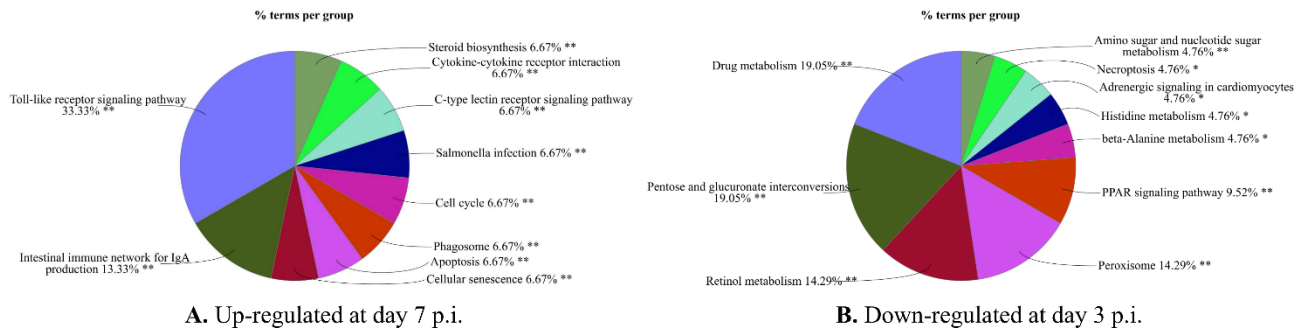 % terms per group
Steroid biosynthesis 6.67% **
Cytokine-cytokine receptor interaction
6.67% **
C-type lectin receptor signaling pathway
6.67% **
Salmonella infection 6.67% **
Cell cycle 6.67% **
Phagosome 6.67% **
Apoptosis 6.67% **
Cellular senescence 6.67% **
Intestinal immune network for IgA
production 13.33% **
Toll-like receptor signaling pathway
33.33% **
A. Up-regulated at day 7 p.i.
% terms per group
Amino sugar and nucleotide sugar
metabolism 4.76% **
Necroptosis 4.76% *
Adrenergic signaling in cardiomyocytes
4.76% *
Histidine metabolism 4.76% *
beta-Alanine metabolism 4.76% *
PPAR signaling pathway 9.52% **
Peroxisome 14.29% **
Retinol metabolism 14.29% **
Pentose and glucuronate interconversions
19.05% **
Drug metabolism 19.05% **
B. Down-regulated at day 3 p.i.